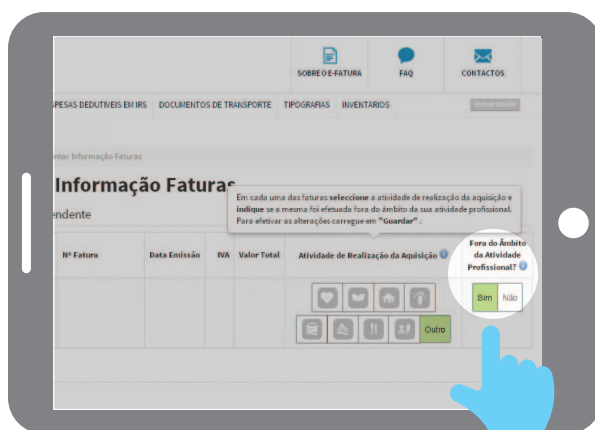 SOBRE O E-FATURA
FAQ
CONTACTOS
SPESAS DEDUTIVEIS EM IRS DOCUMENTOS DE TRANSPORTE TIPOGRAFIAS INVENTARIOS
entar Informação Faturas
Informação Faturas
endente
Em cada uma das faturas seleccione a atividade de realização da aquisição e
indique se a mesma foi efetuada fora do âmbito da sua atividade profissional.
Para efetivar as alterações carregue em "Guardar" .
Nº Fatura
Data Emissão
IVA
Valor Total
Atividade de Realização da Aquisição
Fora do Âmbito
da Atividade
Profissional?
Sim
Não
Outro